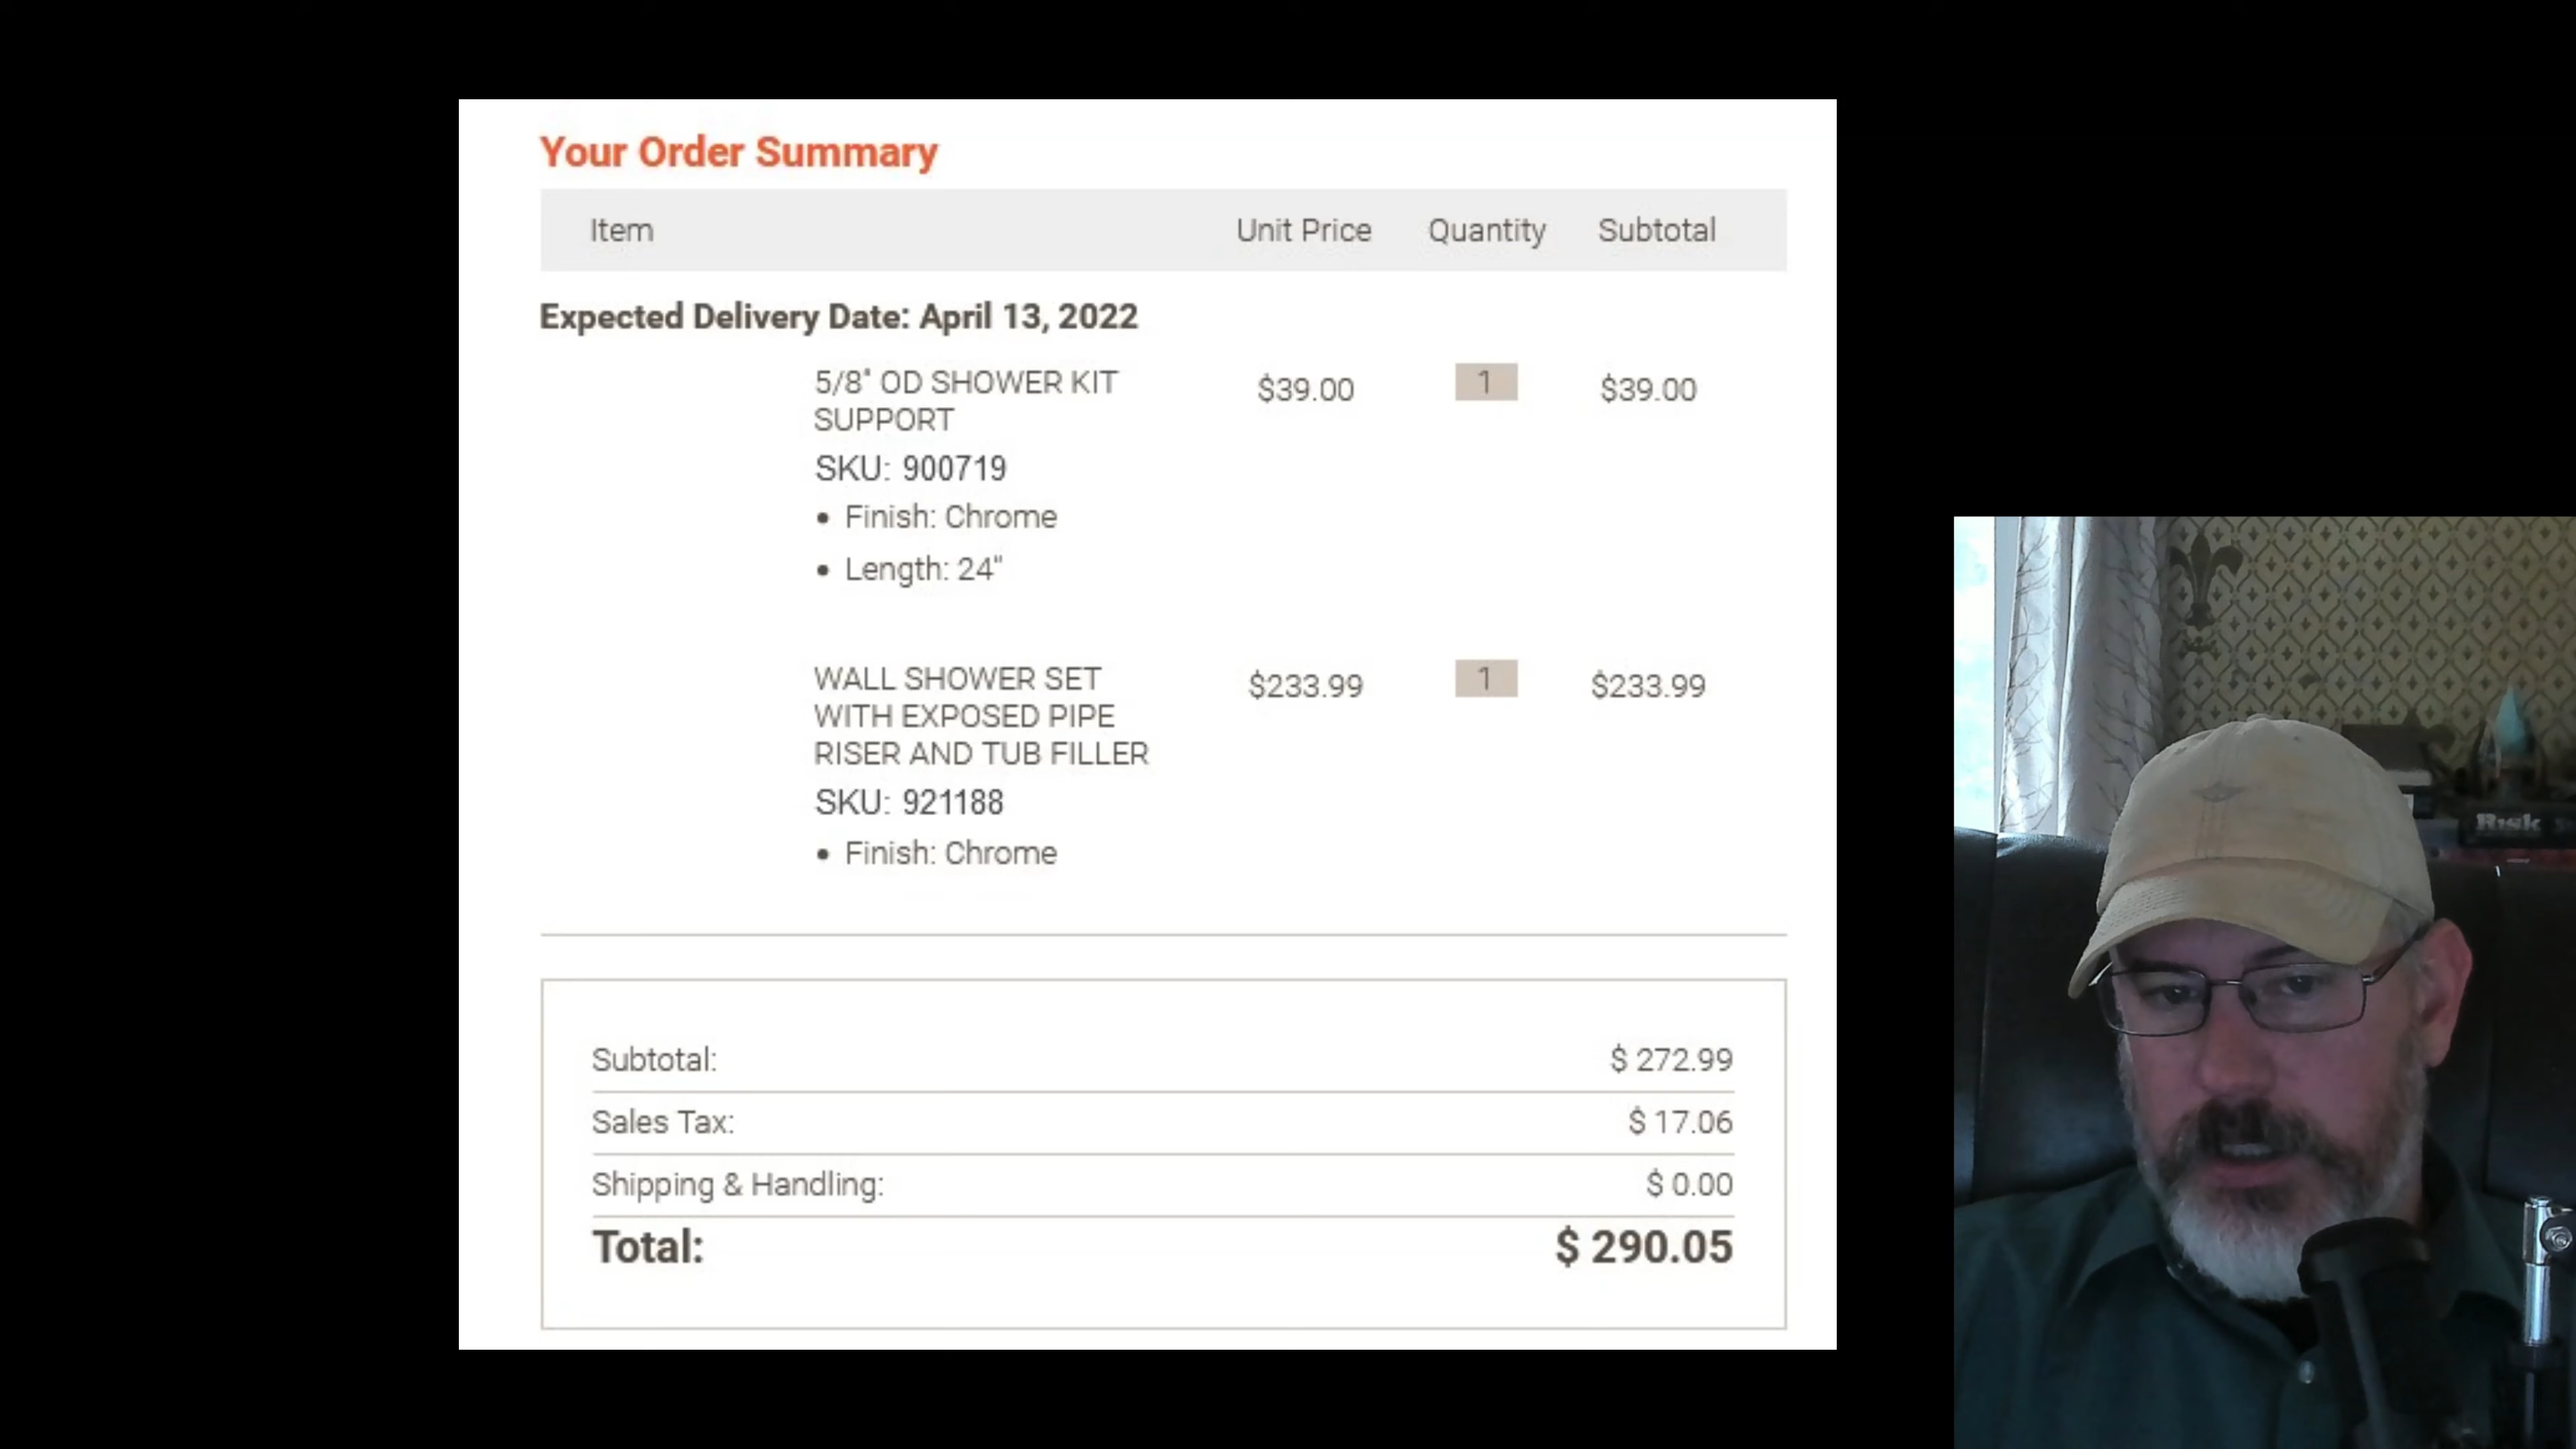 Your Order Summary
Item Unit Price Quantity Subtotal
Expected Delivery Date: April 13, 2022
5/8" OD SHOWER KIT $39.00 1 $39.00
SUPPORT
SKU: 900719
• Finish: Chrome
• Length: 24"
WALL SHOWER SET $233.99 1 $233.99
WITH EXPOSED PIPE
RISER AND TUB FILLER
SKU: 921188
• Finish: Chrome
Subtotal: $ 272.99
Sales Tax: $ 17.06
Shipping & Handling: $ 0.00
Total: $ 290.05
Risk